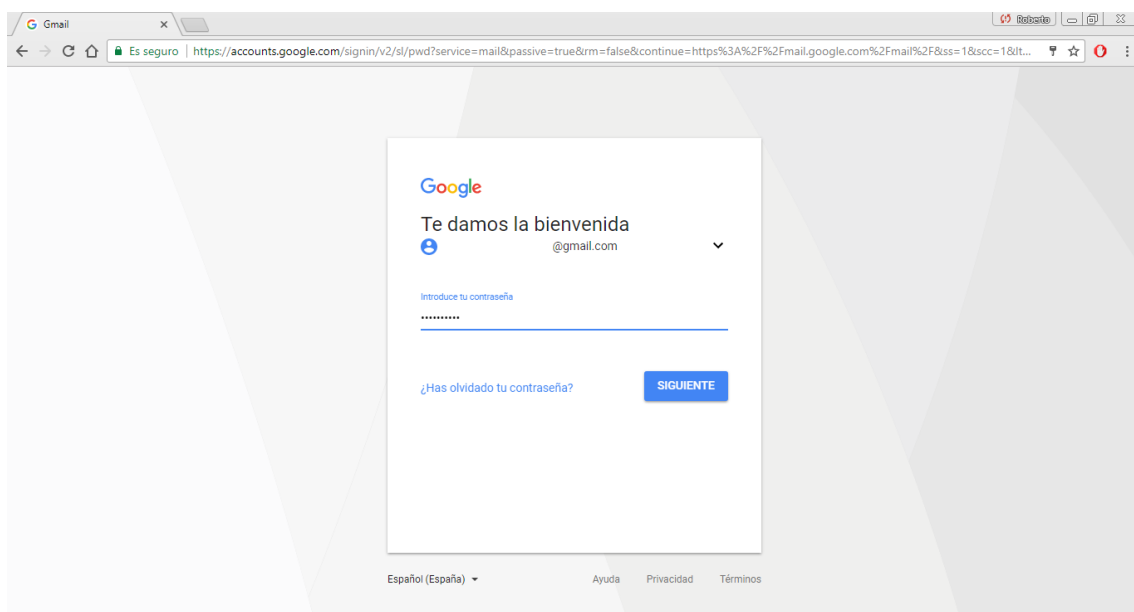 Gmail
Roberto
Es seguro | https://accounts.google.com/signin/v2/sl/pwd?service=mail&passive=true&rm=false&continue=https%3A%2F%2Fmail.google.com%2Fmail%2F&ss=1&scc=1&lt...
Google
Te damos la bienvenida
@gmail.com
Introduce tu contraseña
••••••••••
¿Has olvidado tu contraseña?
SIGUIENTE
Español (España)
Ayuda
Privacidad
Términos